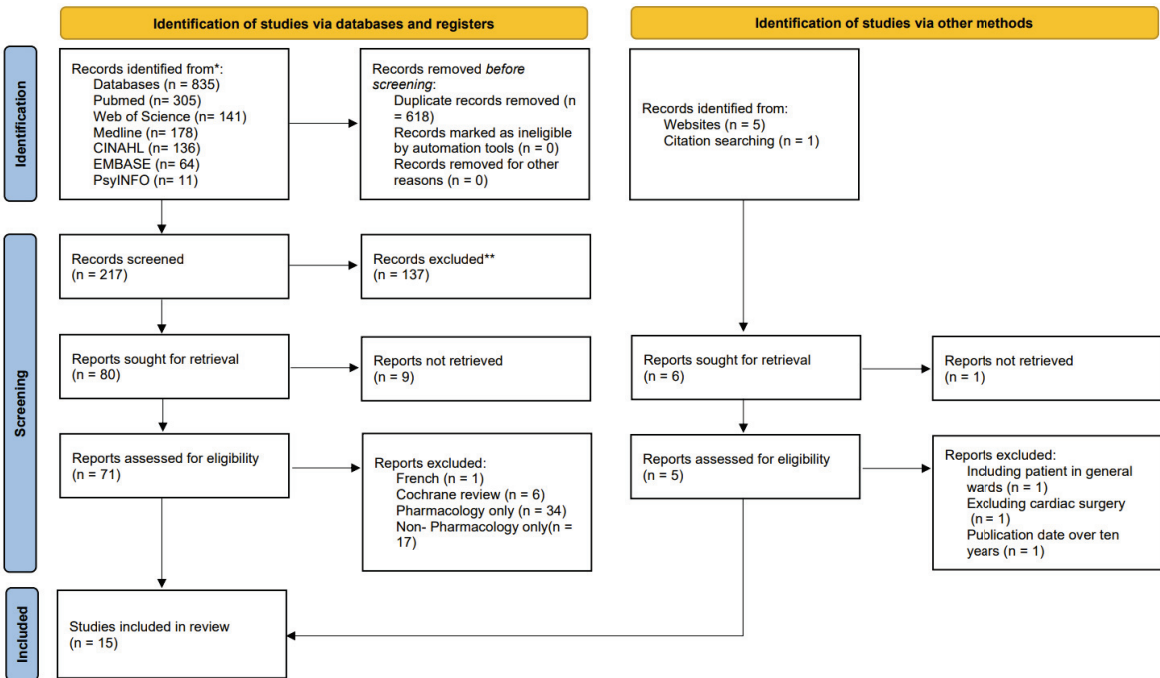 Identification of studies via databases and registers
Identification of studies via other methods
Identification
Records identified from*:
Databases (n = 835)
Pubmed (n= 305)
Web of Science (n= 141)
Medline (n= 178)
CINAHL (n= 136)
EMBASE (n= 64)
PsyINFO (n= 11)
Records removed before
screening:
Duplicate records removed (n
= 618)
Records marked as ineligible
by automation tools (n = 0)
Records removed for other
reasons (n = 0)
Records identified from:
Websites (n = 5)
Citation searching (n = 1)
Screening
Records screened
(n = 217)
Records excluded**
(n = 137)
Reports sought for retrieval
(n = 80)
Reports not retrieved
(n = 9)
Reports sought for retrieval
(n = 6)
Reports not retrieved
(n = 1)
Reports assessed for eligibility
(n = 71)
Reports excluded:
French (n = 1)
Cochrane review (n = 6)
Pharmacology only (n = 34)
Non- Pharmacology only(n =
17)
Reports assessed for eligibility
(n = 5)
Reports excluded:
Including patient in general
wards (n = 1)
Excluding cardiac surgery
(n = 1)
Publication date over ten
years (n = 1)
Included
Studies included in review
(n = 15)